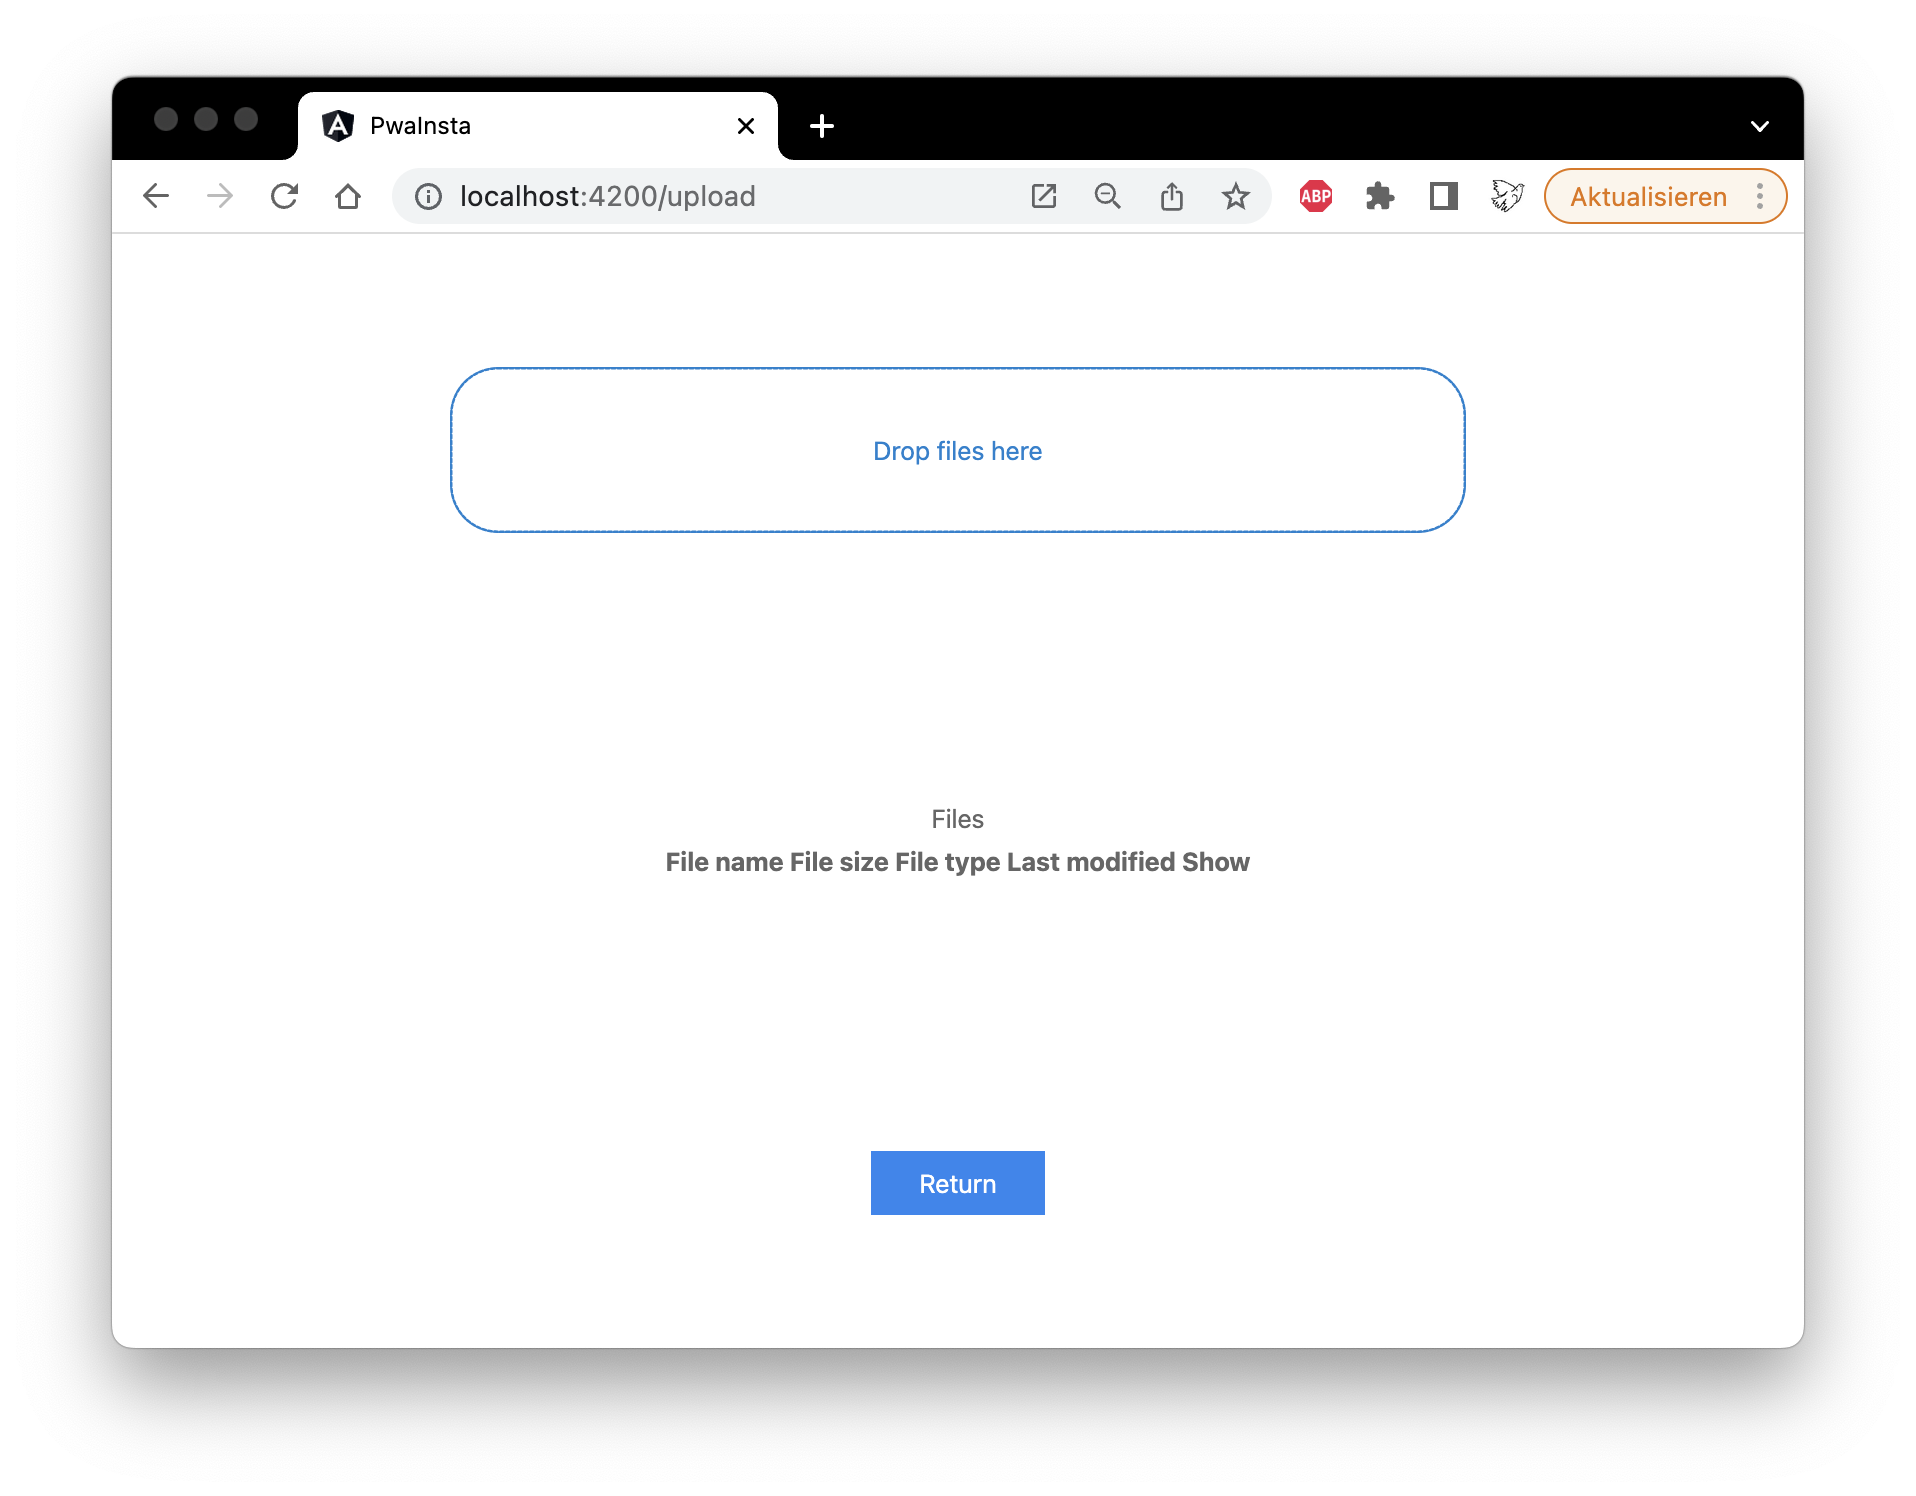 PwaInsta
localhost:4200/upload
ABP
Aktualisieren
Drop files here
Files
File name File size File type Last modified Show
Return